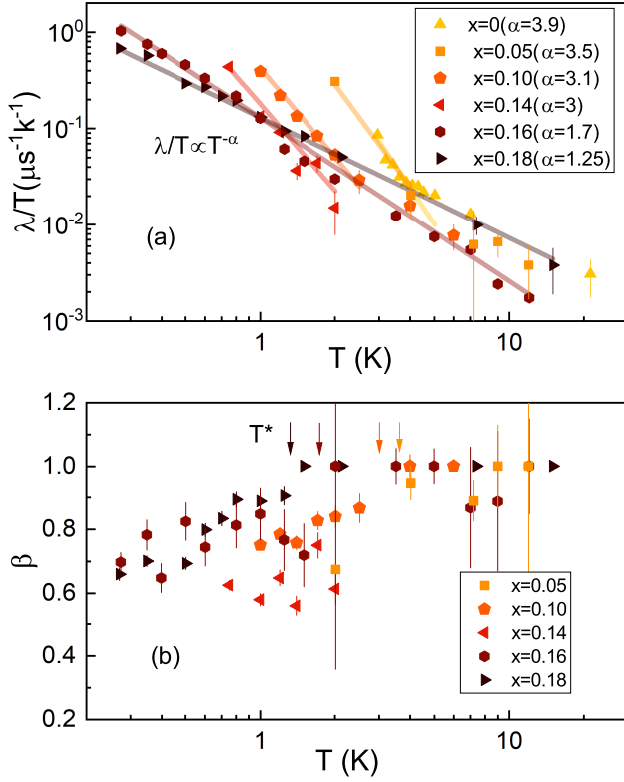 10⁰
10⁻¹
10⁻²
10⁻³
λ/T(μs⁻¹k⁻¹)
x=0(α=3.9)
x=0.05(α=3.5)
x=0.10(α=3.1)
x=0.14(α=3)
x=0.16(α=1.7)
x=0.18(α=1.25)
λ/T∝T⁻ᵅ
(a)
1 10
T (K)
1.2
1.0
0.8
0.6
0.4
0.2
β
T*
x=0.05
x=0.10
x=0.14
x=0.16
x=0.18
(b)
1 10
T (K)